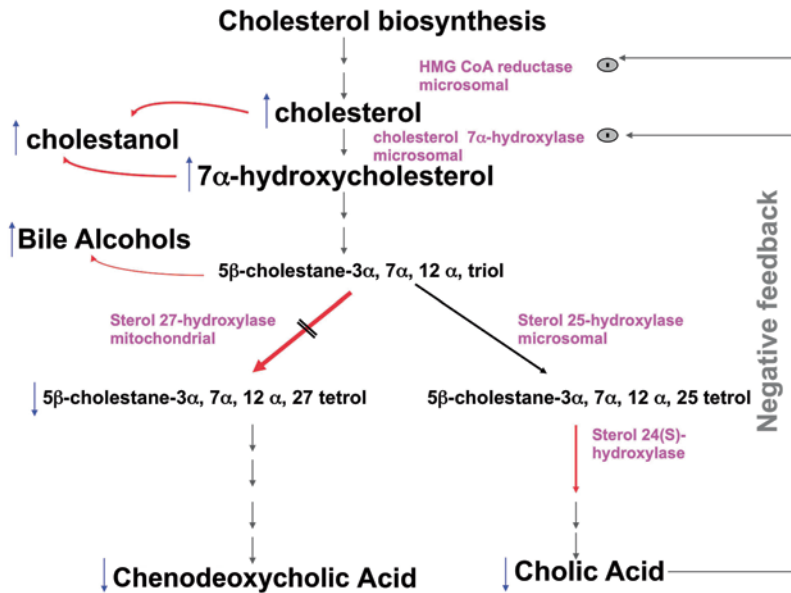 Cholesterol biosynthesis
HMG CoA reductase
microsomal
cholesterol
cholestanol
cholesterol 7α-hydroxylase
microsomal
7α-hydroxycholesterol
Bile Alcohols
5β-cholestane-3α, 7α, 12 α, triol
Sterol 27-hydroxylase
mitochondrial
Sterol 25-hydroxylase
microsomal
Negative feedback
5β-cholestane-3α, 7α, 12 α, 27 tetrol
5β-cholestane-3α, 7α, 12 α, 25 tetrol
Sterol 24(S)-
hydroxylase
Chenodeoxycholic Acid
Cholic Acid